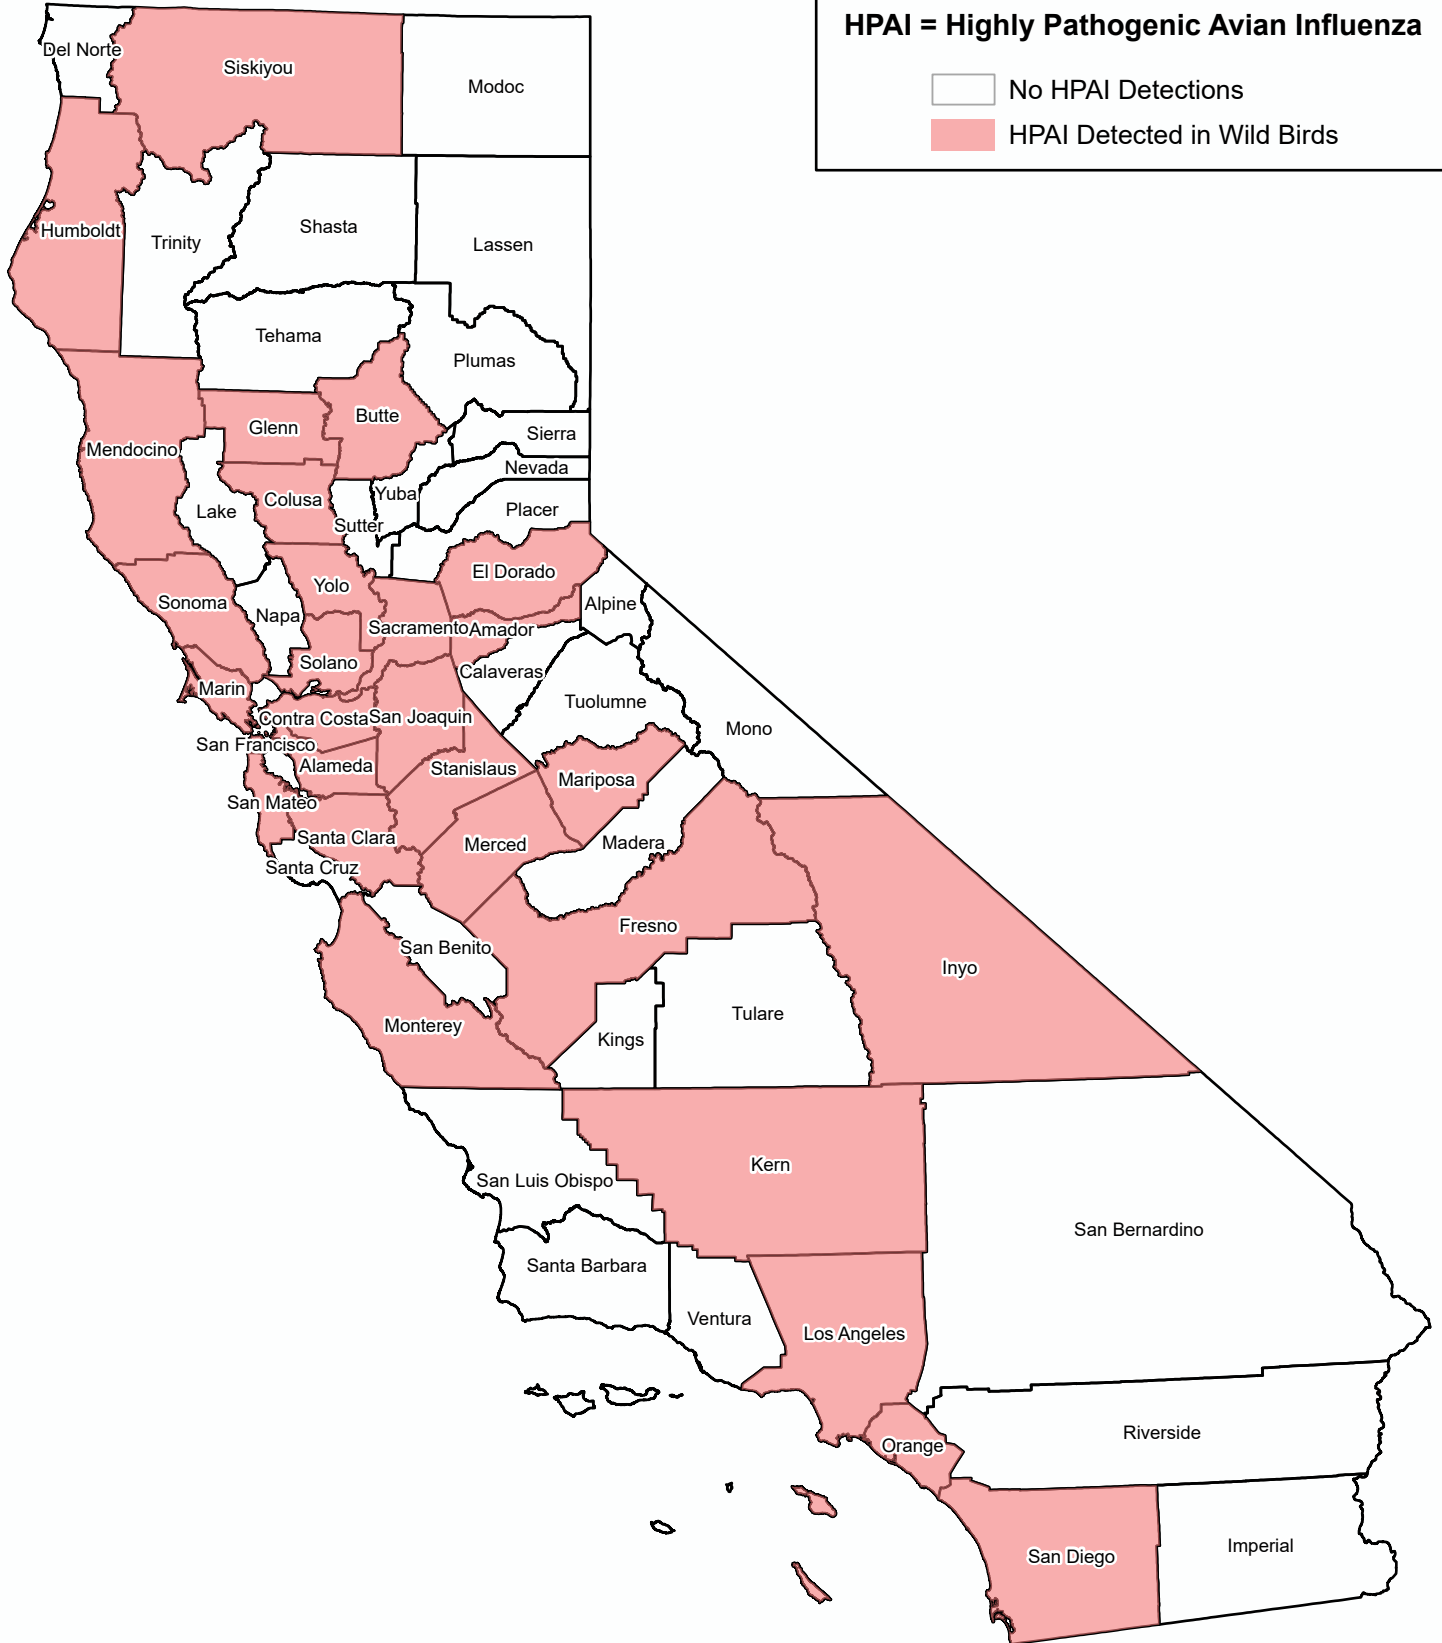 HPAI = Highly Pathogenic Avian Influenza
No HPAI Detections
HPAI Detected in Wild Birds
Del Norte
Siskiyou
Modoc
Humboldt
Trinity
Shasta
Lassen
Tehama
Plumas
Mendocino
Glenn
Butte
Sierra
Nevada
Lake
Colusa
Yuba
Sutter
Placer
Sonoma
Napa
Yolo
El Dorado
Alpine
Sacramento
Amador
Solano
Marin
Calaveras
Tuolumne
Mono
Contra Costa
San Joaquin
San Francisco
Alameda
Stanislaus
Mariposa
San Mateo
Santa Clara
Merced
Madera
Santa Cruz
San Benito
Fresno
Inyo
Monterey
Kings
Tulare
San Luis Obispo
Kern
San Bernardino
Santa Barbara
Ventura
Los Angeles
Orange
Riverside
San Diego
Imperial